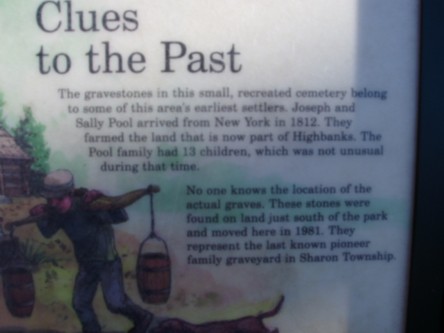 Clues
to the Past
The gravestones in this small, recreated cemetery belong
to some of this area's earliest settlers. Joseph and
Sally Pool arrived from New York in 1812. They
farmed the land that is now part of Highbanks. The
Pool family had 13 children, which was not unusual
during that time.
No one knows the location of the
actual graves. These stones were
found on land just south of the park
and moved here in 1981. They
represent the last known pioneer
family graveyard in Sharon Township.